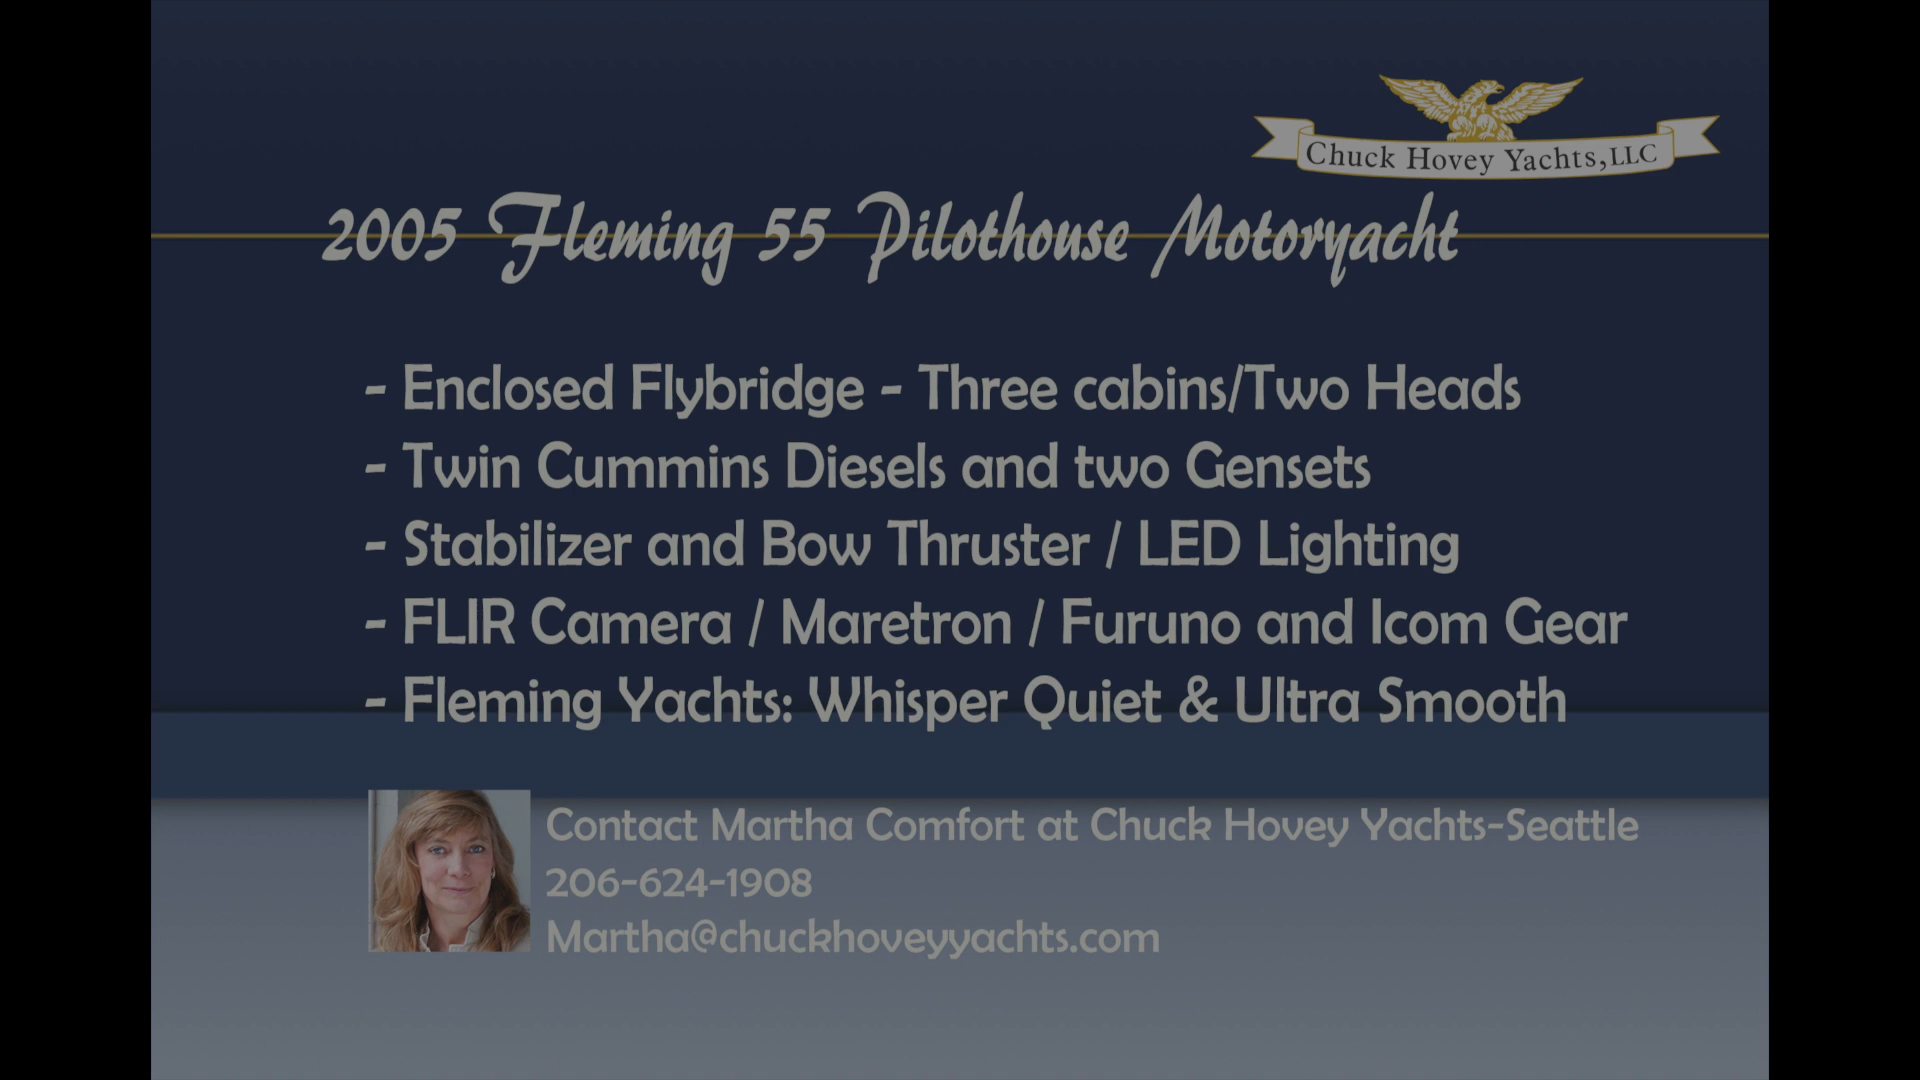 Chuck Hovey Yachts, LLC
2005 Fleming 55 Pilothouse Motoryacht
- Enclosed Flybridge - Three cabins/Two Heads
- Twin Cummins Diesels and two Gensets
- Stabilizer and Bow Thruster / LED Lighting
- FLIR Camera / Maretron / Furuno and Icom Gear
- Fleming Yachts: Whisper Quiet & Ultra Smooth
Contact Martha Comfort at Chuck Hovey Yachts-Seattle
206-624-1908
Martha@chuckhoveyyachts.com